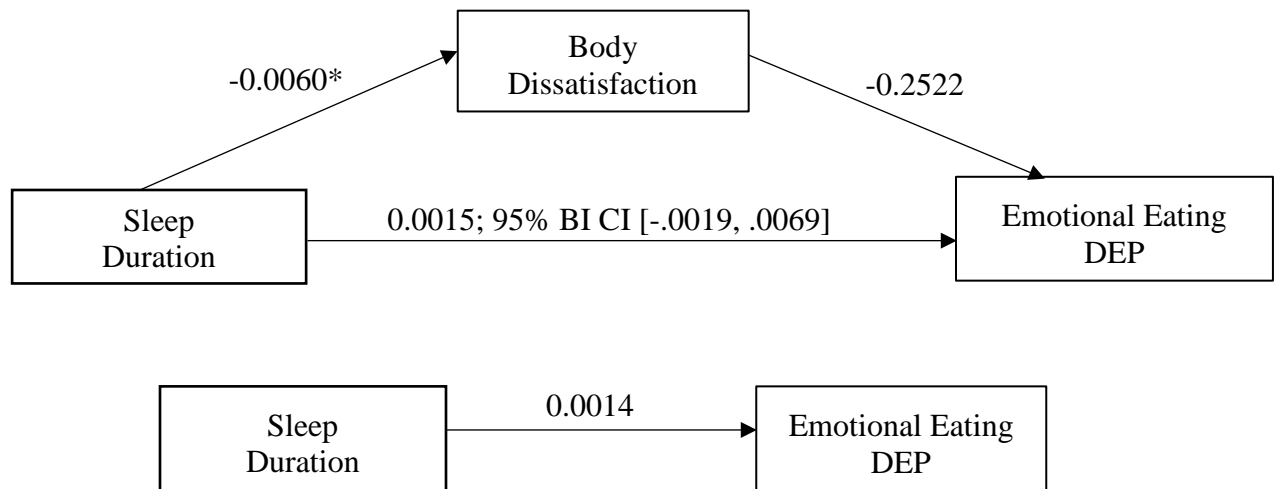 Body
Dissatisfaction
-0.0060*
-0.2522
Sleep
Duration
0.0015; 95% BI CI [-.0019, .0069]
Emotional Eating
DEP
Sleep
Duration
0.0014
Emotional Eating
DEP